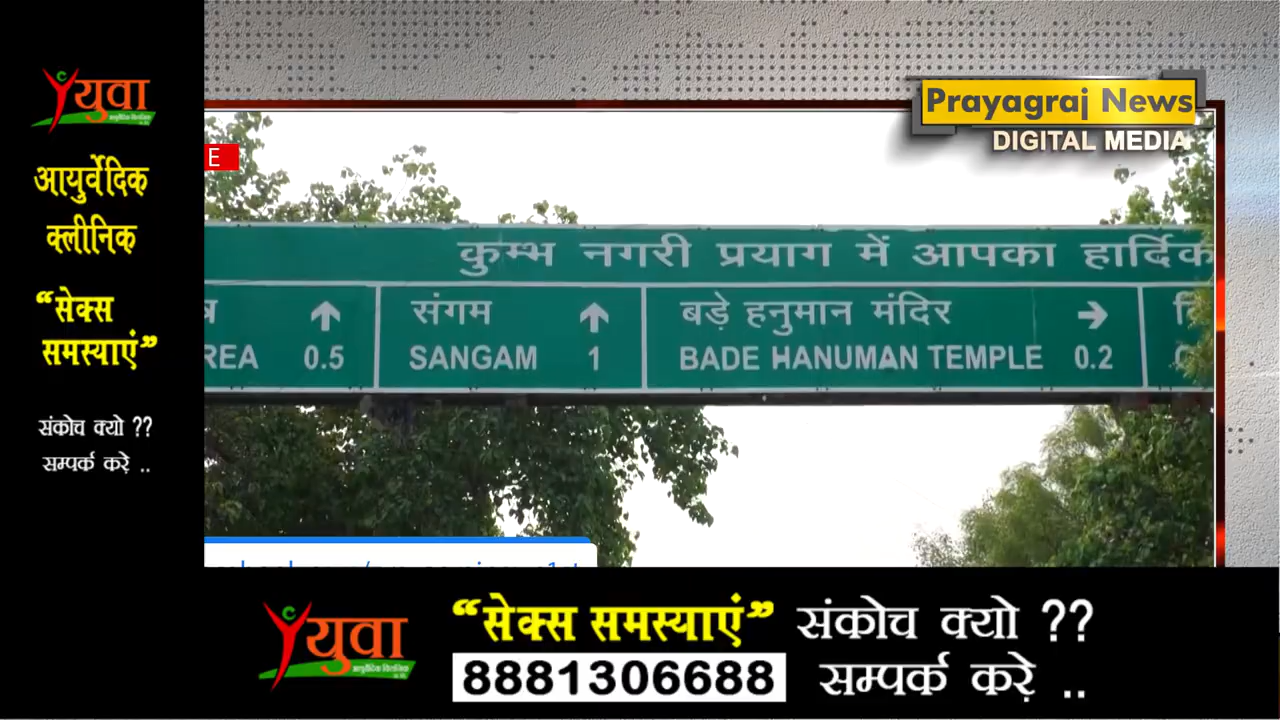 युवा
आयुर्वेदिक
क्लीनिक
“सेक्स
समस्याएं”
संकोच क्यो ??
सम्पर्क करे ..
Prayagraj News
DIGITAL MEDIA
E
कुम्भ नगरी प्रयाग में आपका हार्दिक
संगम
SANGAM 1
बड़े हनुमान मंदिर
BADE HANUMAN TEMPLE 0.2
REA 0.5
युवा
“सेक्स समस्याएं” संकोच क्यो ??
8881306688 सम्पर्क करे ..